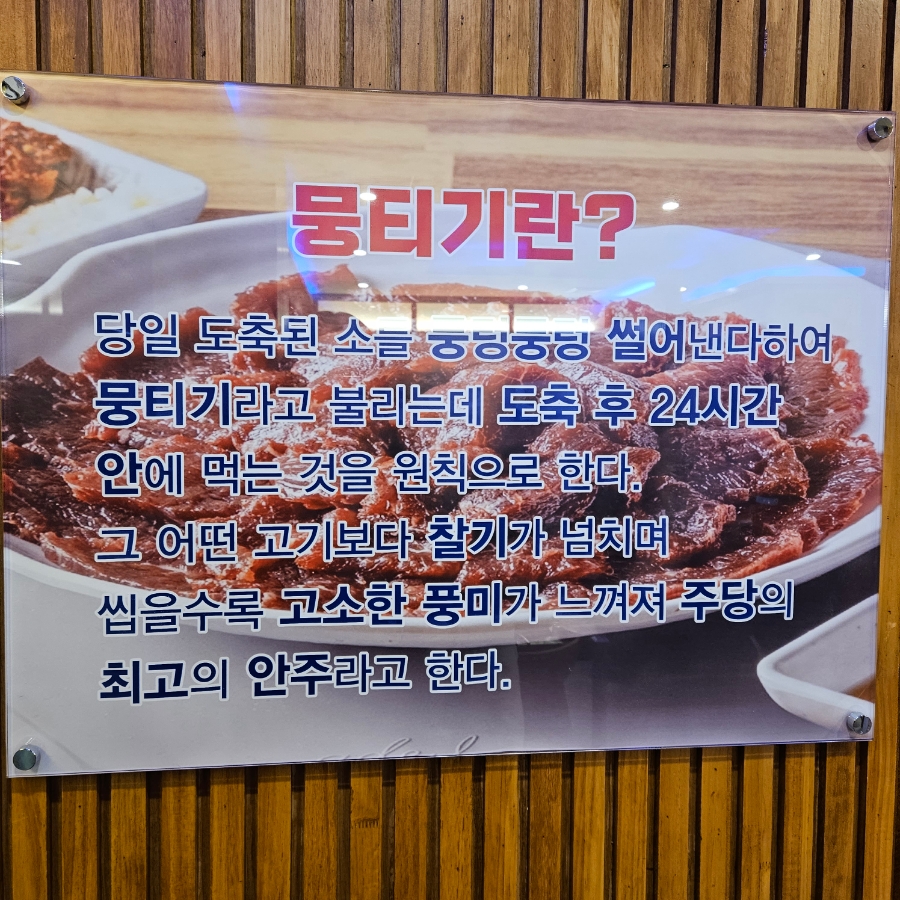 뭉티기란?
당일 도축된 소를 뭉텅뭉텅 썰어낸다하여
뭉티기라고 불리는데 도축 후 24시간
안에 먹는 것을 원칙으로 한다.
그 어떤 고기보다 찰기가 넘치며
씹을수록 고소한 풍미가 느껴져 주당의
최고의 안주라고 한다.